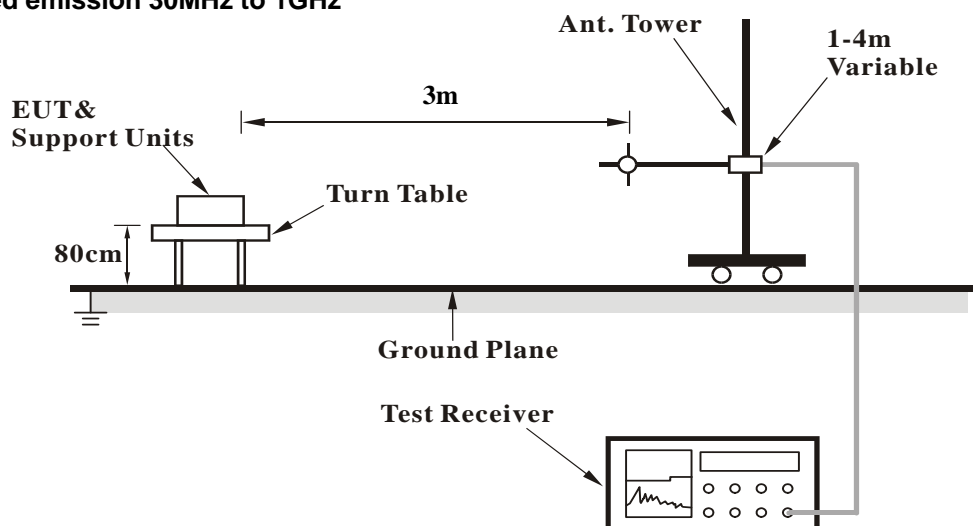 ed emission 30MHz to 1GHz
Ant. Tower
1-4m
Variable
3m
EUT&
Support Units
Turn Table
80cm
Ground Plane
Test Receiver